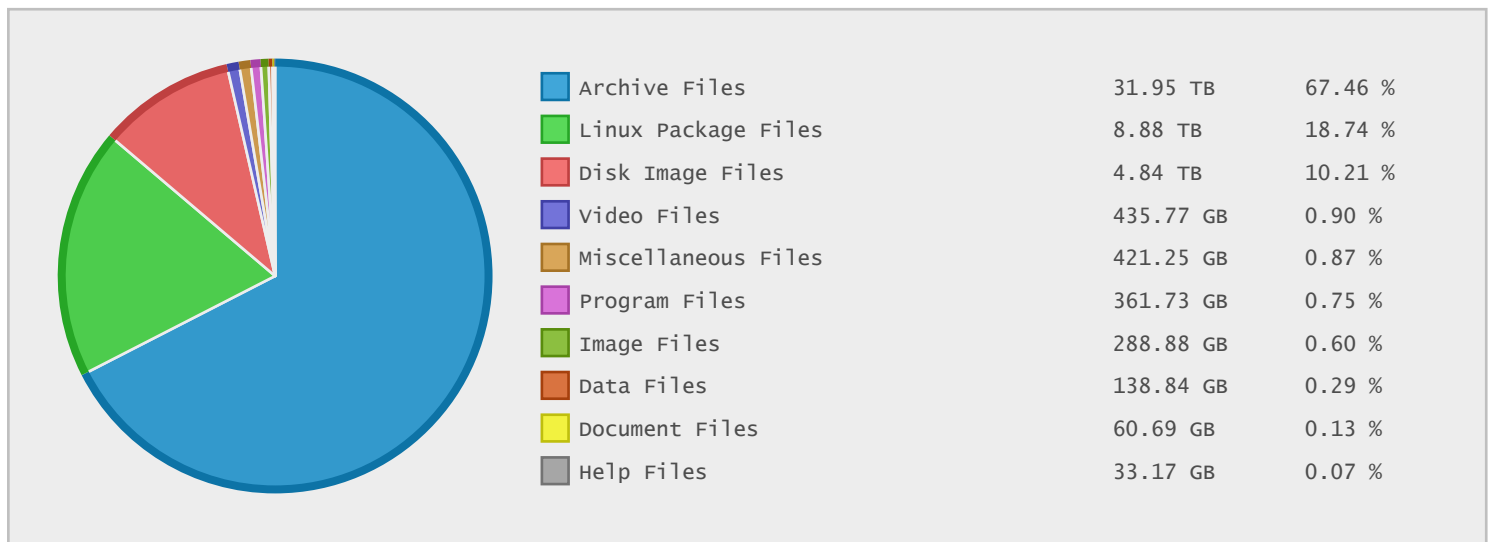 Archive Files 31.95 TB 67.46 %
Linux Package Files 8.88 TB 18.74 %
Disk Image Files 4.84 TB 10.21 %
Video Files 435.77 GB 0.90 %
Miscellaneous Files 421.25 GB 0.87 %
Program Files 361.73 GB 0.75 %
Image Files 288.88 GB 0.60 %
Data Files 138.84 GB 0.29 %
Document Files 60.69 GB 0.13 %
Help Files 33.17 GB 0.07 %